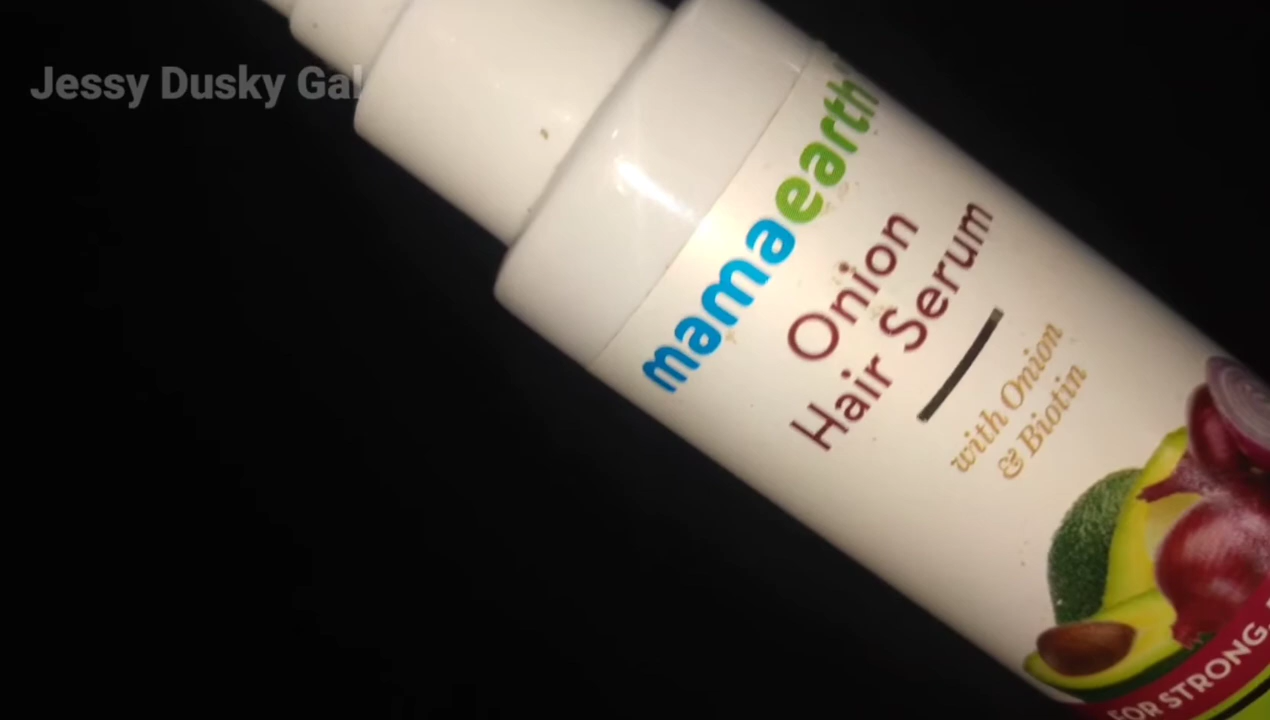 Jessy Dusky Gal
mamaearth
Onion
Hair Serum
with Onion
& Biotin
FOR STRONG,